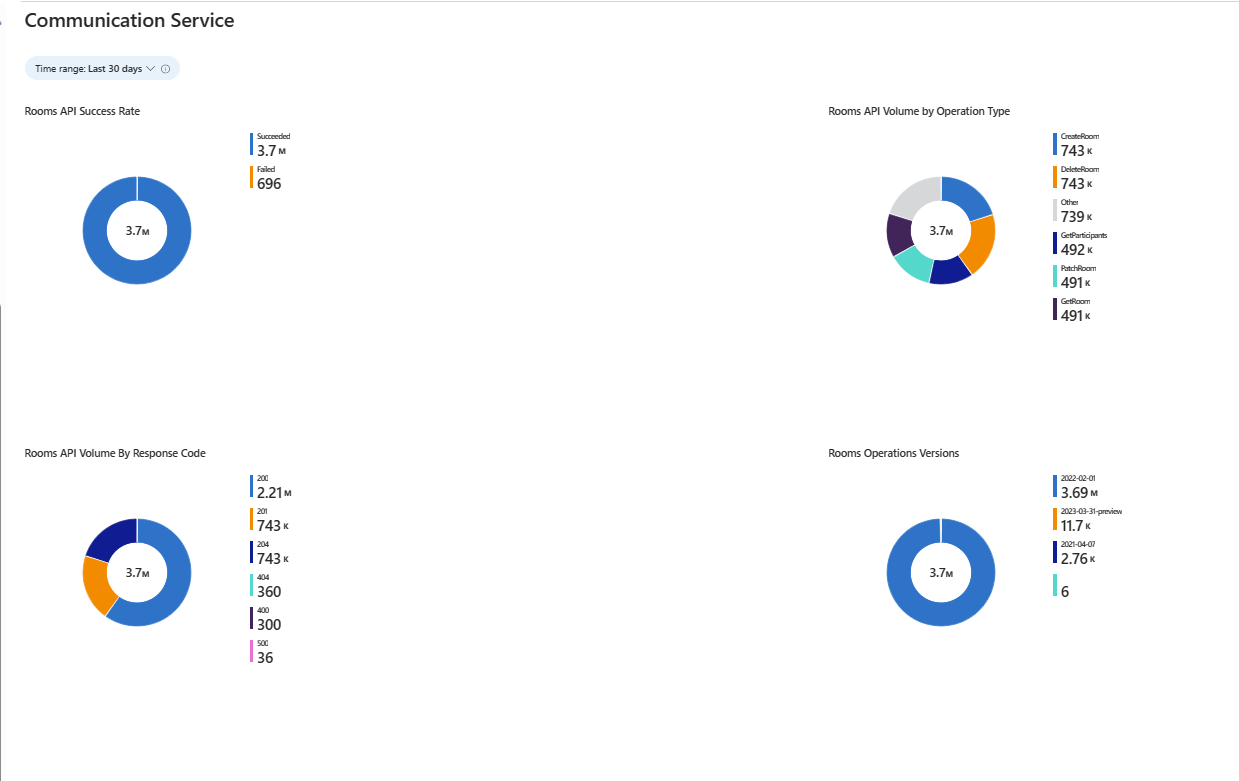 Communication Service
Time range: Last 30 days
Rooms API Success Rate
Succeeded
3.7 M
Failed
696
3.7M
Rooms API Volume by Operation Type
CreateRoom
743 K
DeleteRoom
743 K
Other
739 K
GetParticipants
492 K
PatchRoom
491 K
GetRoom
491 K
3.7M
Rooms API Volume By Response Code
200
2.21 M
201
743 K
204
743 K
404
360
400
300
500
36
3.7M
Rooms Operations Versions
2022-02-01
3.69 M
2023-03-31-preview
11.7 K
2021-04-07
2.76 K
6
3.7M